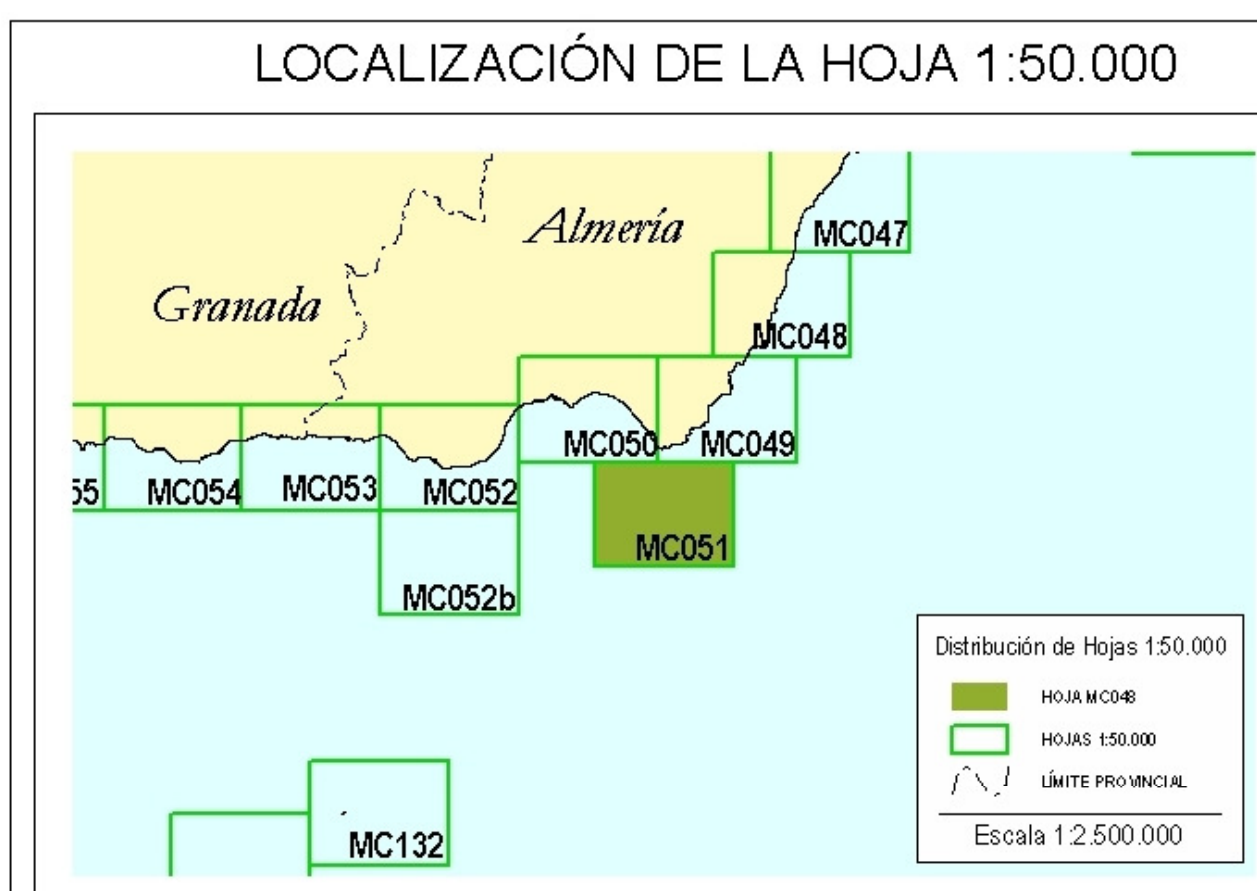 LOCALIZACIÓN DE LA HOJA 1:50.000
Almería
MC047
Granada
MC048
MC050
MC049
55
MC054
MC053
MC052
MC051
MC052b
Distribución de Hojas 1:50.000
HOJA MC048
HOJAS 1:50.000
LÍMITE PROVINCIAL
Escala 1:2.500.000
MC132